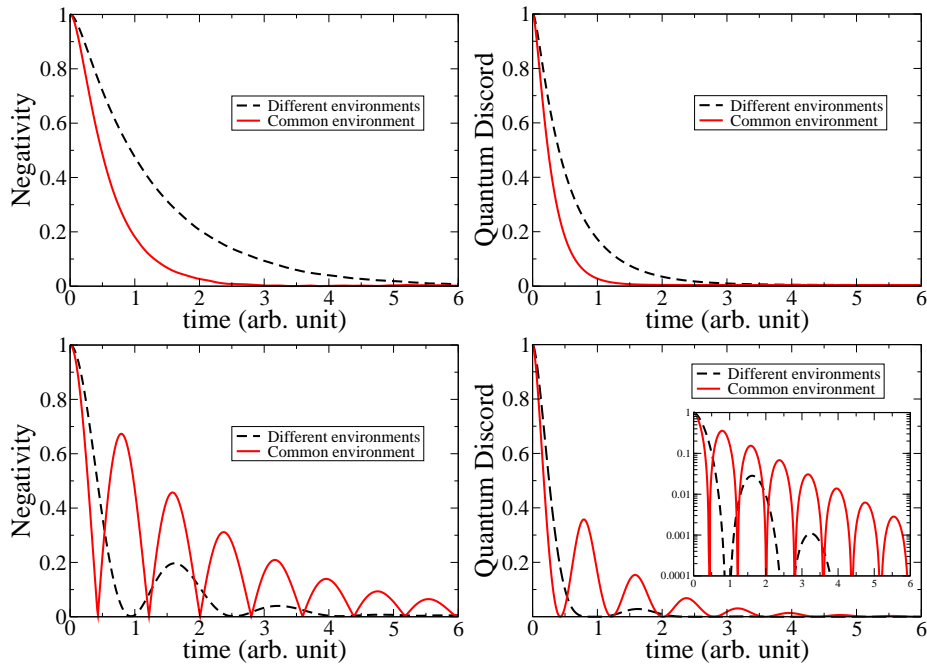 Negativity
1
0.8
0.6
0.4
0.2
0
Different environments
Common environment
0 1 2 3 4 5 6
time (arb. unit)
Quantum Discord
1
0.8
0.6
0.4
0.2
0
Different environments
Common environment
0 1 2 3 4 5 6
time (arb. unit)
Negativity
1
0.8
0.6
0.4
0.2
0
Different environments
Common environment
0 1 2 3 4 5 6
time (arb. unit)
Quantum Discord
1
0.8
0.6
0.4
0.2
0
Different environments
Common environment
1
0.1
0.01
0.001
0.0001
0 1 2 3 4 5 6
0 1 2 3 4 5 6
time (arb. unit)